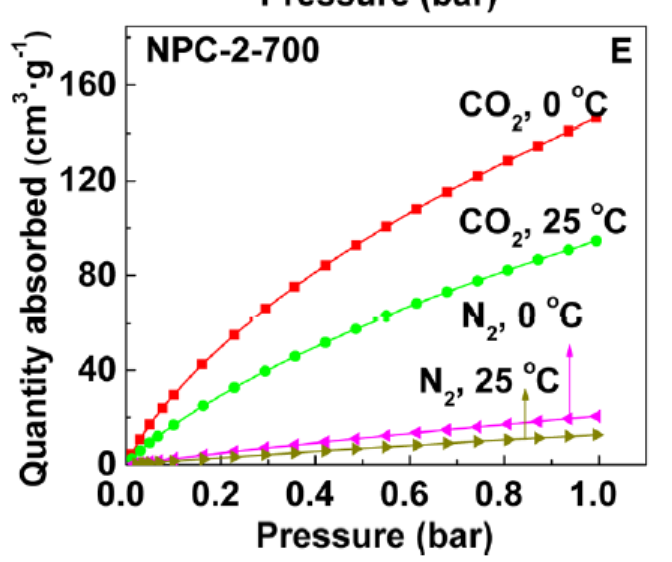 Pressure (bar)
NPC-2-700
E
Quantity absorbed (cm³·g⁻¹)
160
120
80
40
0
CO₂, 0 °C
CO₂, 25 °C
N₂, 0 °C
N₂, 25 °C
0.0 0.2 0.4 0.6 0.8 1.0
Pressure (bar)